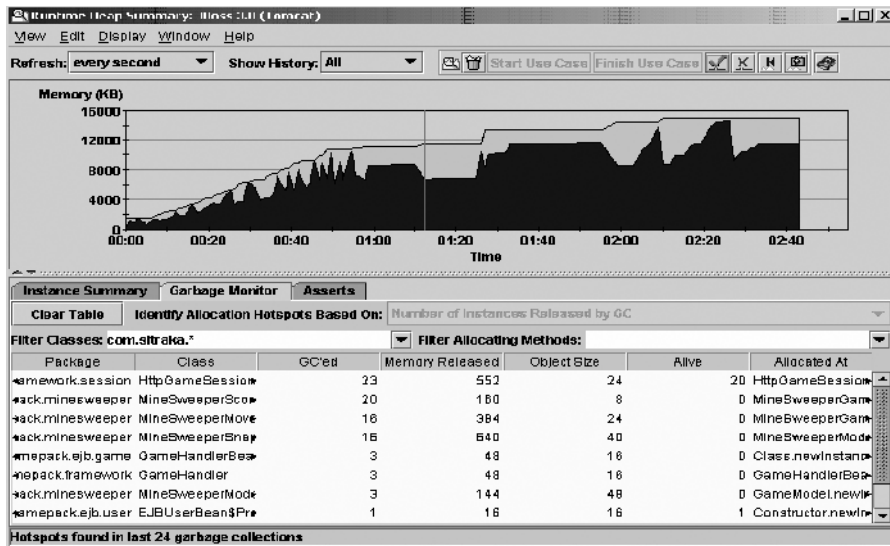 Runtime Heap Summary: JBoss 3.0 (Tomcat)
View Edit Display Window Help
Refresh: every second Show History: All Start Use Case Finish Use Case
Memory (KB)
16000
12000
8000
4000
0
00:00 00:20 00:40 01:00 01:20 01:40 02:00 02:20 02:40
Time
Instance Summary Garbage Monitor Asserts
Clear Table Identify Allocation Hotspots Based On: Number of Instances Released by GC
Filter Classes: com.sitraka.* Filter Allocating Methods:
Package Class GC'ed Memory Released Object Size Alive Allocated At
amework.session HttpGameSession 23 552 24 20 HttpGameSession
ack.minesweeper MineSweeperScor 20 160 8 0 MineSweeperGam
ack.minesweeper MineSweeperMove 16 384 24 0 MineSweeperGam
ack.minesweeper MineSweeperSnap 16 640 40 0 MineSweeperMode
mepack.ejb.game GameHandlerBea 3 48 16 0 Class.newInstanc
nepack.framework GameHandler 3 48 16 0 GameHandlerBea
ack.minesweeper MineSweeperMode 3 144 48 0 GameModel.newIn
amepack.ejb.user EJBUserBean$Pre 1 16 16 1 Constructor.newIn
Hotspots found in last 24 garbage collections